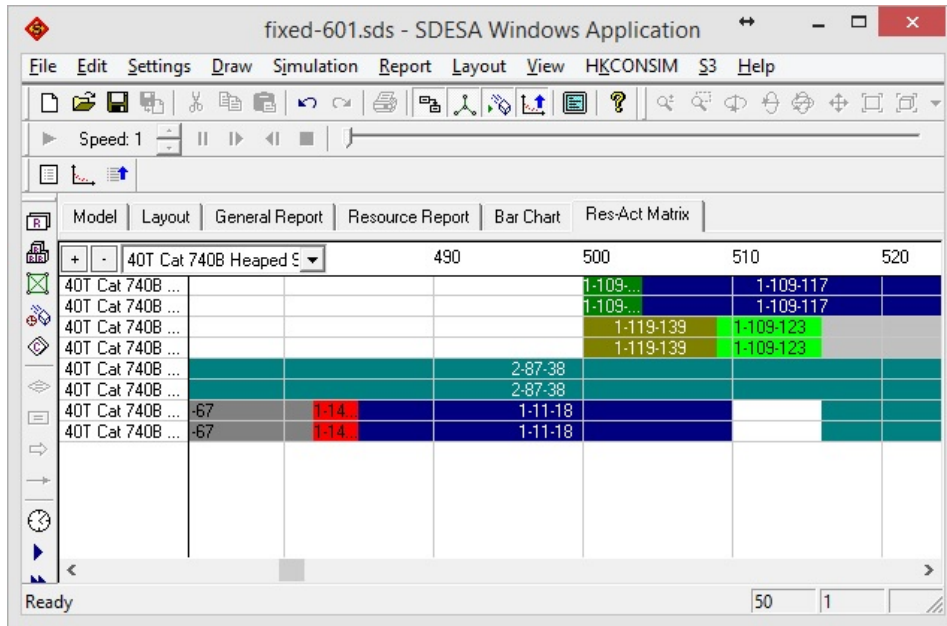 fixed-601.sds - SDESA Windows Application
File Edit Settings Draw Simulation Report Layout View HKCONSIM S3 Help
Speed: 1
Model Layout General Report Resource Report Bar Chart Res-Act Matrix
+ - 40T Cat 740B Heaped S 490 500 510 520
40T Cat 740B ... 1-109-... 1-109-117
40T Cat 740B ... 1-109-... 1-109-117
40T Cat 740B ... 1-119-139 1-109-123
40T Cat 740B ... 1-119-139 1-109-123
40T Cat 740B ... 2-87-38
40T Cat 740B ... 2-87-38
40T Cat 740B ... -67 1-14... 1-11-18
40T Cat 740B ... -67 1-14... 1-11-18
Ready 50 1